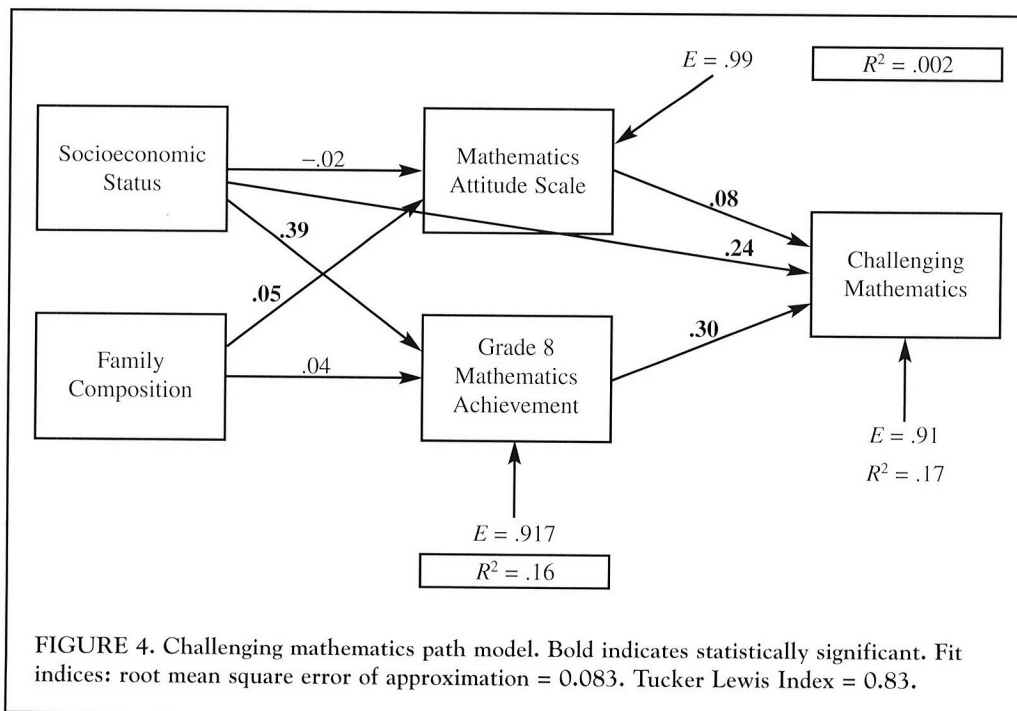 E = .99
R² = .002
Socioeconomic
Status
–.02
Mathematics
Attitude Scale
.08
.39
.24
Challenging
Mathematics
.05
Family
Composition
.04
Grade 8
Mathematics
Achievement
.30
E = .91
R² = .17
E = .917
R² = .16
FIGURE 4. Challenging mathematics path model. Bold indicates statistically significant. Fit
indices: root mean square error of approximation = 0.083. Tucker Lewis Index = 0.83.